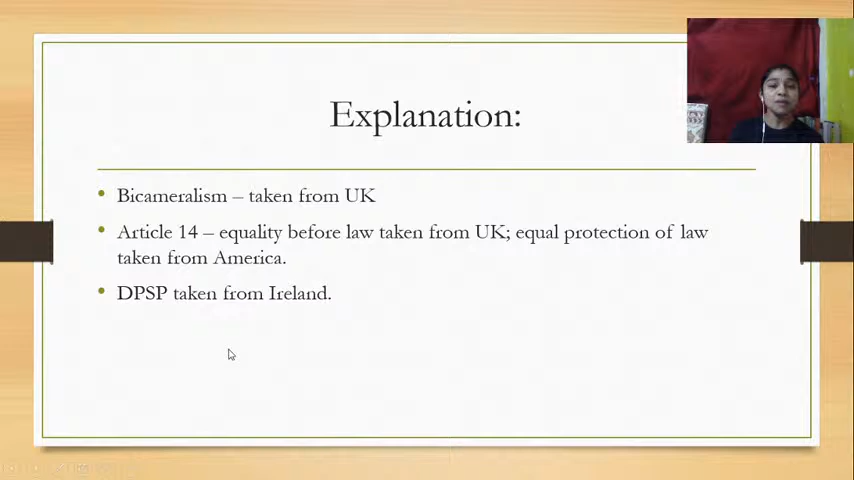 Explanation:
• Bicameralism – taken from UK
• Article 14 – equality before law taken from UK; equal protection of law
taken from America.
• DPSP taken from Ireland.